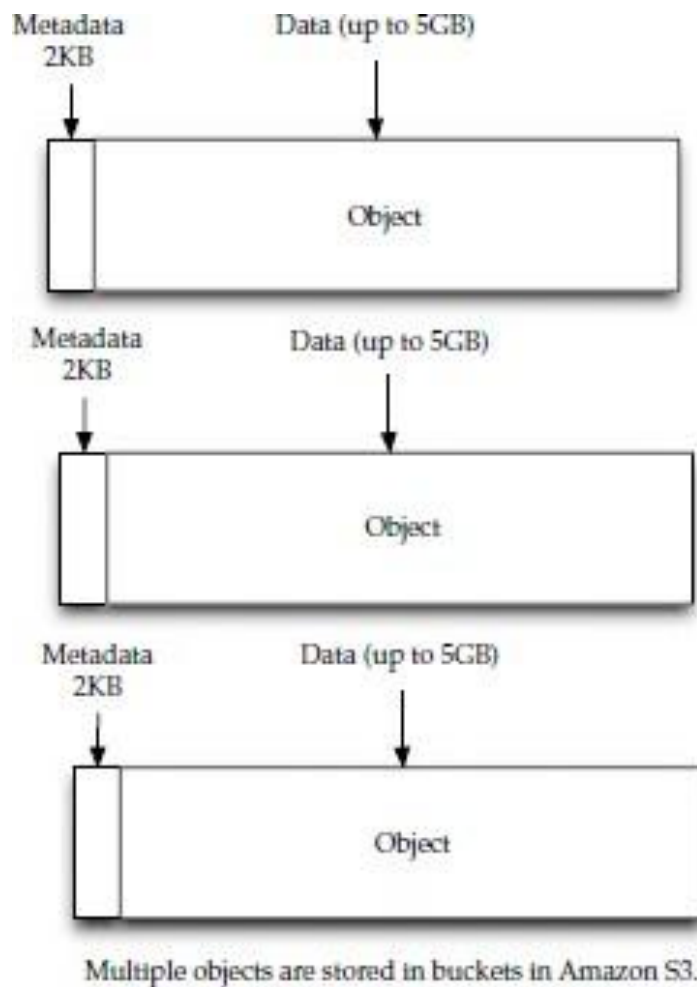 Metadata
2KB
Data (up to 5GB)
Object
Metadata
2KB
Data (up to 5GB)
Object
Metadata
2KB
Data (up to 5GB)
Object
Multiple objects are stored in buckets in Amazon S3.